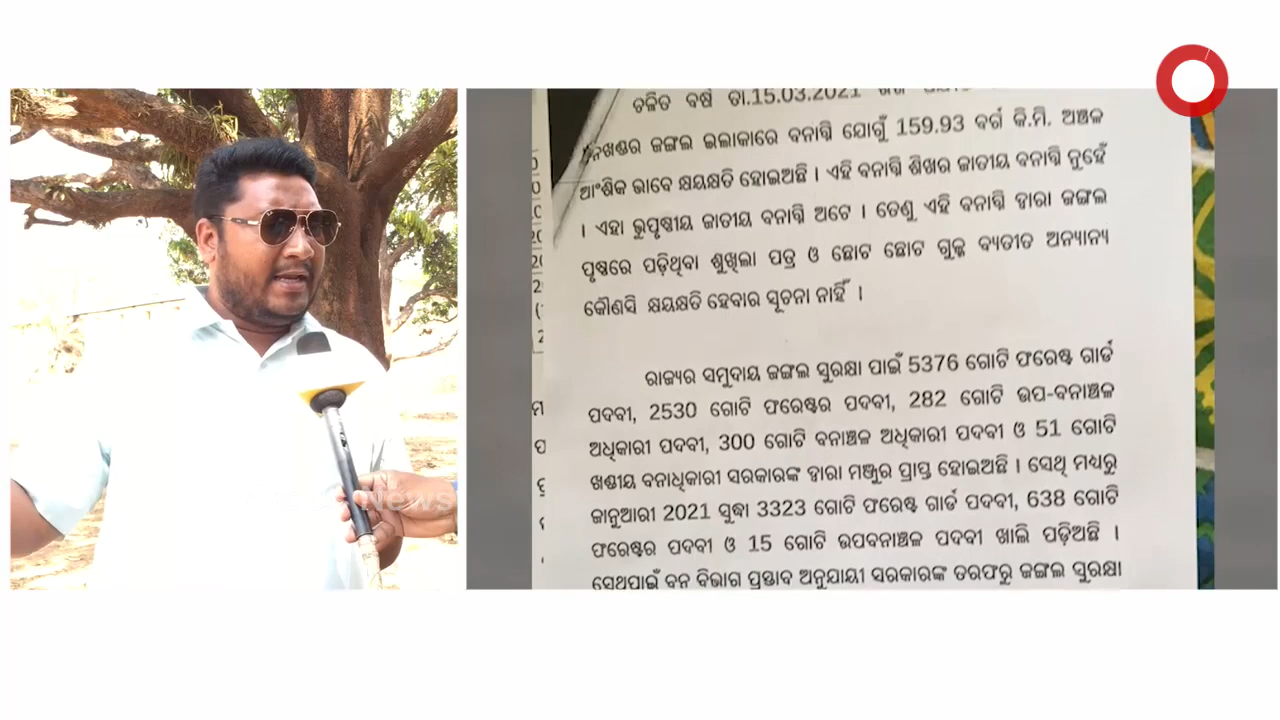 ଚଳିତ ବର୍ଷ ତା.15.03.2021
ବନଖଣ୍ଡର ଜଙ୍ଗଲ ଇଲାକାରେ ବନାଗ୍ନି ଯୋଗୁଁ 159.93 ବର୍ଗ କି.ମି. ଅଞ୍ଚଳ
ଆଂଶିକ ଭାବେ କ୍ଷୟକ୍ଷତି ହୋଇଅଛି । ଏହି ବନାଗ୍ନି ଶିଖର ଜାତୀୟ ବନାଗ୍ନି ନୁହେଁ
। ଏହା ଭୁପୃଷ୍ଠୀୟ ଜାତୀୟ ବନାଗ୍ନି ଅଟେ । ତେଣୁ ଏହି ବନାଗ୍ନି ଦ୍ୱାରା ଜଙ୍ଗଲ
ପୃଷ୍ଠରେ ପଡ଼ିଥିବା ଶୁଖିଲା ପତ୍ର ଓ ଛୋଟ ଛୋଟ ଗୁଳ୍ମ ବ୍ୟତୀତ ଅନ୍ୟାନ୍ୟ
କୌଣସି କ୍ଷୟକ୍ଷତି ହେବାର ସୂଚନା ନାହିଁ ।
ରାଜ୍ୟର ସମୁଦାୟ ଜଙ୍ଗଲ ସୁରକ୍ଷା ପାଇଁ 5376 ଗୋଟି ଫରେଷ୍ଟ ଗାର୍ଡ
ପଦବୀ, 2530 ଗୋଟି ଫରେଷ୍ଟର ପଦବୀ, 282 ଗୋଟି ଉପ-ବନାଞ୍ଚଳ
ଅଧିକାରୀ ପଦବୀ, 300 ଗୋଟି ବନାଞ୍ଚଳ ଅଧିକାରୀ ପଦବୀ ଓ 51 ଗୋଟି
ଖଣ୍ଡୀୟ ବନାଧିକାରୀ ସରକାରଙ୍କ ଦ୍ୱାରା ମଞ୍ଜୁର ପ୍ରାପ୍ତ ହୋଇଅଛି । ସେଥି ମଧ୍ୟରୁ
ଜାନୁଆରୀ 2021 ସୁଦ୍ଧା 3323 ଗୋଟି ଫରେଷ୍ଟ ଗାର୍ଡ ପଦବୀ, 638 ଗୋଟି
ଫରେଷ୍ଟର ପଦବୀ ଓ 15 ଗୋଟି ଉପବନାଞ୍ଚଳ ପଦବୀ ଖାଲି ପଡ଼ିଅଛି ।
ସେଥିପାଇଁ ବନ ବିଭାଗ ପ୍ରସ୍ତାବ ଅନୁଯାୟୀ ସରକାରଙ୍କ ତରଫରୁ ଜଙ୍ଗଲ ସୁରକ୍ଷା
News